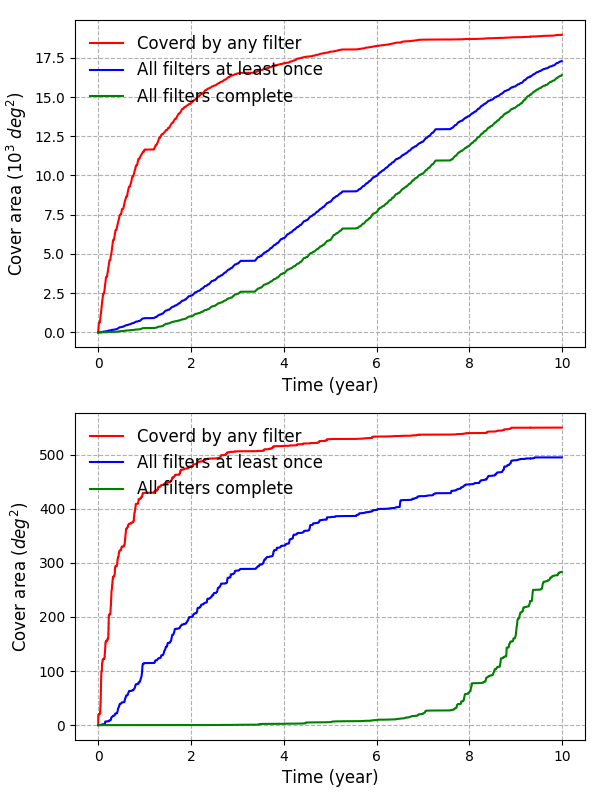 Coverd by any filter
All filters at least once
All filters complete
Cover area (10³ deg²)
17.5
15.0
12.5
10.0
7.5
5.0
2.5
0.0
0 2 4 6 8 10
Time (year)
Coverd by any filter
All filters at least once
All filters complete
Cover area (deg²)
500
400
300
200
100
0
0 2 4 6 8 10
Time (year)